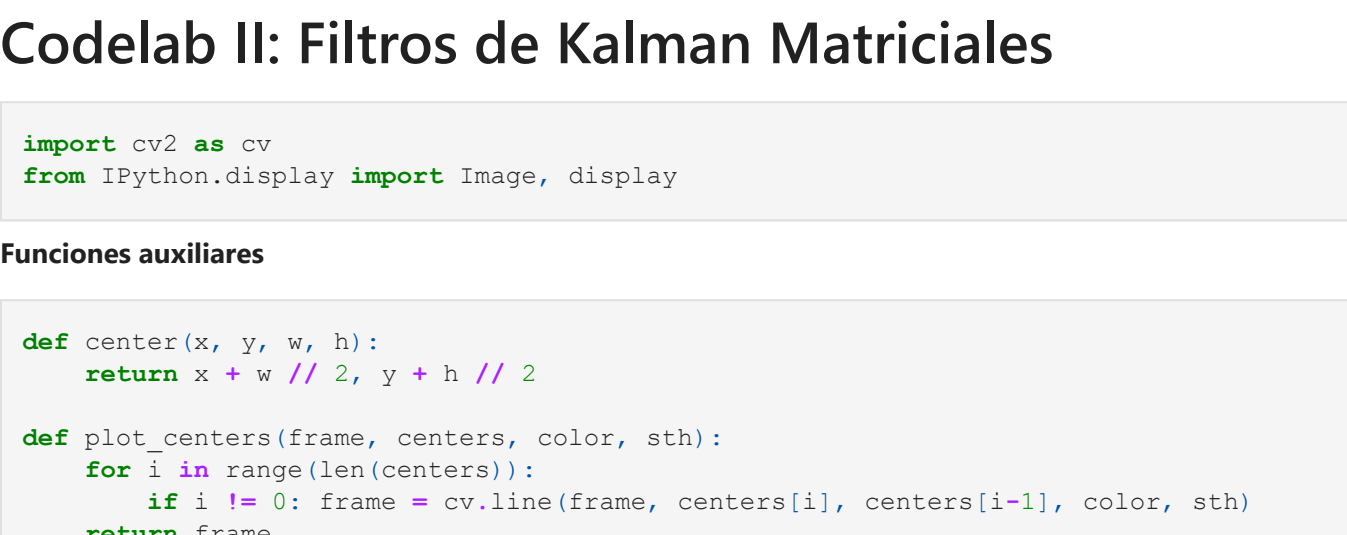 Codelab II: Filtros de Kalman Matriciales
import cv2 as cv
from IPython.display import Image, display
Funciones auxiliares
def center(x, y, w, h):
    return x + w // 2, y + h // 2
def plot_centers(frame, centers, color, sth):
    for i in range(len(centers)):
        if i != 0: frame = cv.line(frame, centers[i], centers[i-1], color, sth)
    return frame